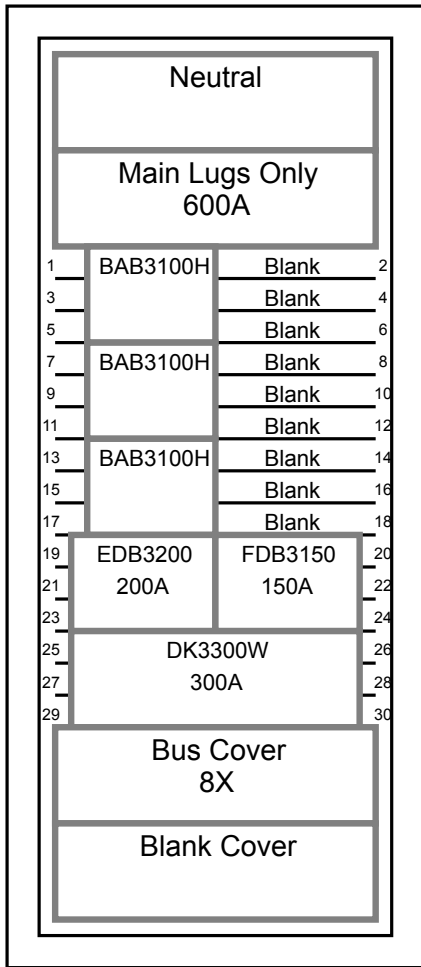 Neutral
Main Lugs Only
600A
1 BAB3100H Blank 2
3 Blank 4
5 Blank 6
7 BAB3100H Blank 8
9 Blank 10
11 Blank 12
13 BAB3100H Blank 14
15 Blank 16
17 Blank 18
19 EDB3200 FDB3150 20
21 200A 150A 22
23 24
25 DK3300W 26
27 300A 28
29 30
Bus Cover
8X
Blank Cover